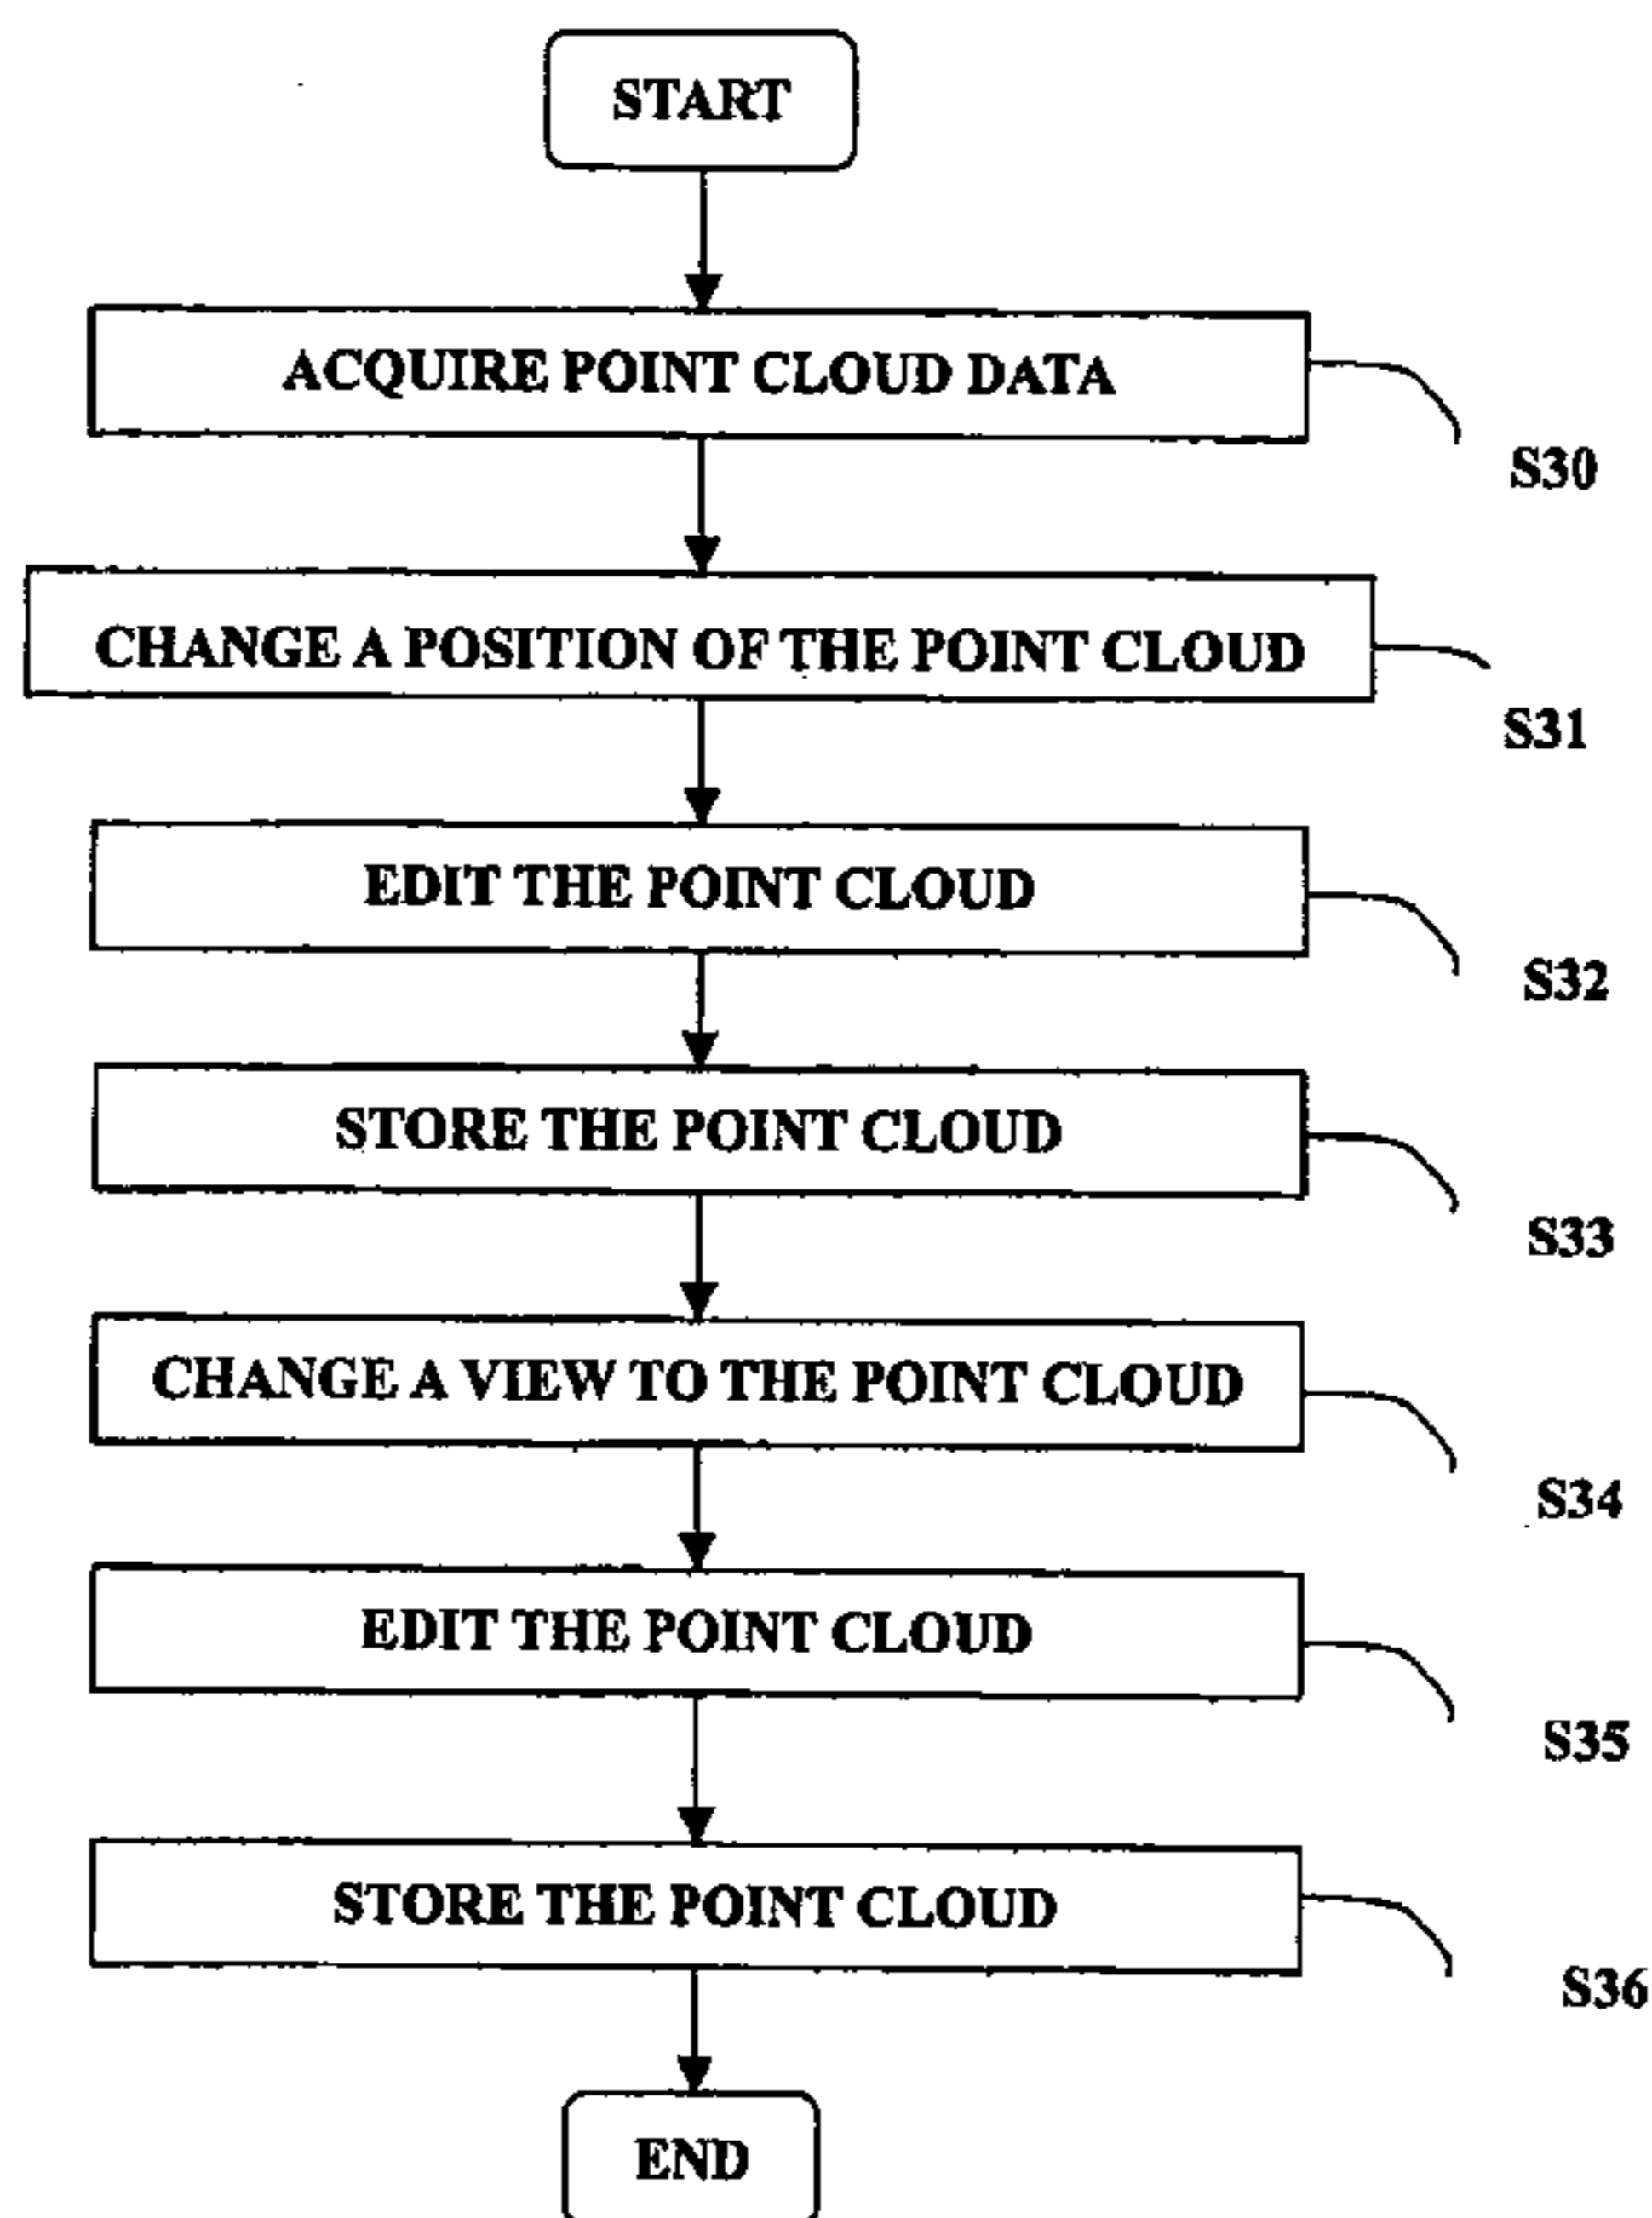 START
ACQUIRE POINT CLOUD DATA
S30
CHANGE A POSITION OF THE POINT CLOUD
S31
EDIT THE POINT CLOUD
S32
STORE THE POINT CLOUD
S33
CHANGE A VIEW TO THE POINT CLOUD
S34
EDIT THE POINT CLOUD
S35
STORE THE POINT CLOUD
S36
END